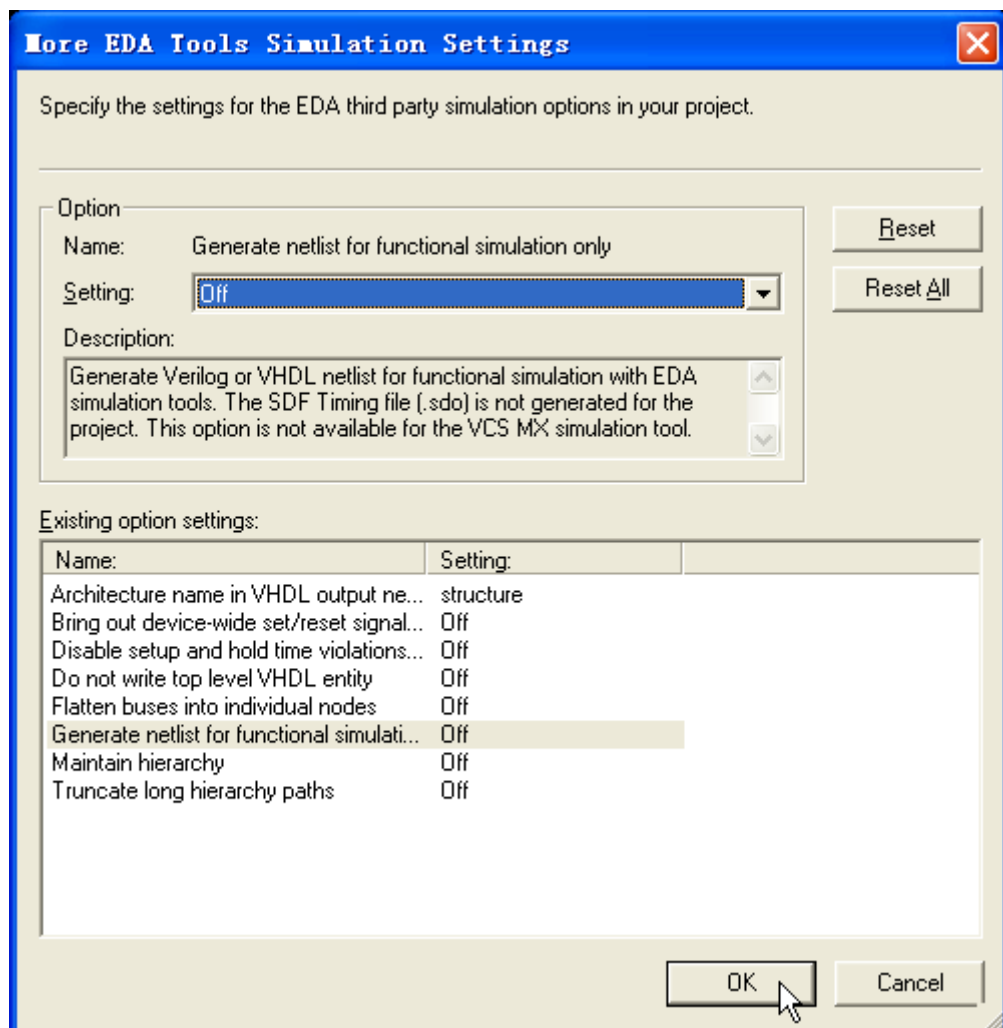 More EDA Tools Simulation Settings
Specify the settings for the EDA third party simulation options in your project.
Option
Name: Generate netlist for functional simulation only
Reset
Setting: Off
Reset All
Description:
Generate Verilog or VHDL netlist for functional simulation with EDA
simulation tools. The SDF Timing file (.sdo) is not generated for the
project. This option is not available for the VCS MX simulation tool.
Existing option settings:
Name: Setting:
Architecture name in VHDL output ne... structure
Bring out device-wide set/reset signal... Off
Disable setup and hold time violations... Off
Do not write top level VHDL entity Off
Flatten buses into individual nodes Off
Generate netlist for functional simulati... Off
Maintain hierarchy Off
Truncate long hierarchy paths Off
OK Cancel